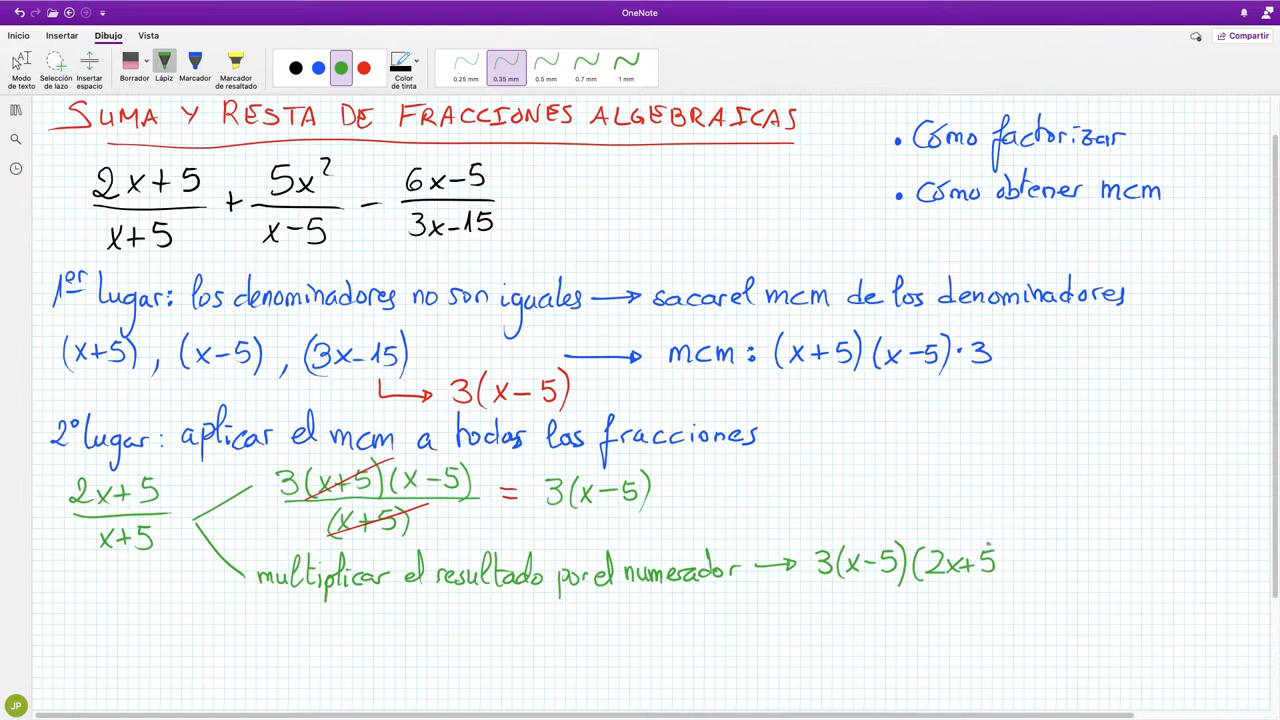 OneNote
Inicio Insertar Dibujo Vista Compartir
Modo de texto Selección de lazo Insertar espacio Borrador Lápiz Marcador Marcador de resaltado Color de tinta 0.25 mm 0.35 mm 0.5 mm 0.7 mm 1 mm
SUMA Y RESTA DE FRACCIONES ALGEBRAICAS
• Cómo factorizar
• Cómo obtener mcm
2x+5 / x+5 + 5x² / x-5 - 6x-5 / 3x-15
1er lugar: los denominadores no son iguales → sacar el mcm de los denominadores
(x+5), (x-5), (3x-15) → mcm: (x+5)(x-5)·3
→ 3(x-5)
2º lugar: aplicar el mcm a todas las fracciones
2x+5 / x+5 3(x+5)(x-5) / (x+5) = 3(x-5)
multiplicar el resultado por el numerador → 3(x-5)(2x+5
JP